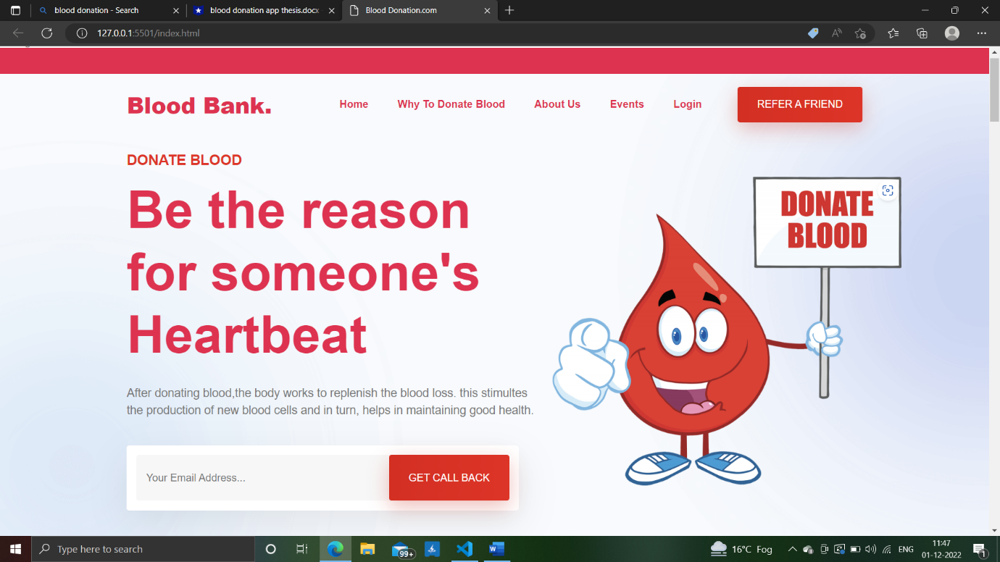 blood donation - Search
blood donation app thesis.docx
Blood Donation.com
127.0.0.1:5501/index.html
Blood Bank.
Home
Why To Donate Blood
About Us
Events
Login
REFER A FRIEND
DONATE BLOOD
Be the reason
for someone's
Heartbeat
DONATE
BLOOD
After donating blood,the body works to replenish the blood loss. this stimultes
the production of new blood cells and in turn, helps in maintaining good health.
Your Email Address...
GET CALL BACK
Type here to search
99+
16°C Fog
ENG
11:47
01-12-2022
1